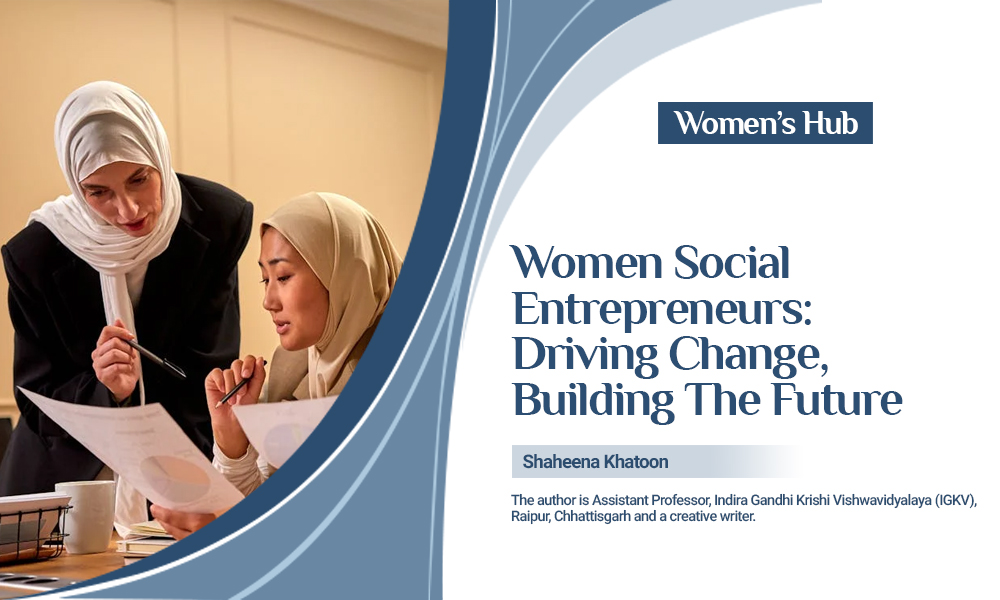 Women's Hub
Women Social
Entrepreneurs:
Driving Change,
Building The Future
Shaheena Khatoon
The author is Assistant Professor, Indira Gandhi Krishi Vishwavidyalaya (IGKV),
Raipur, Chhattisgarh and a creative writer.